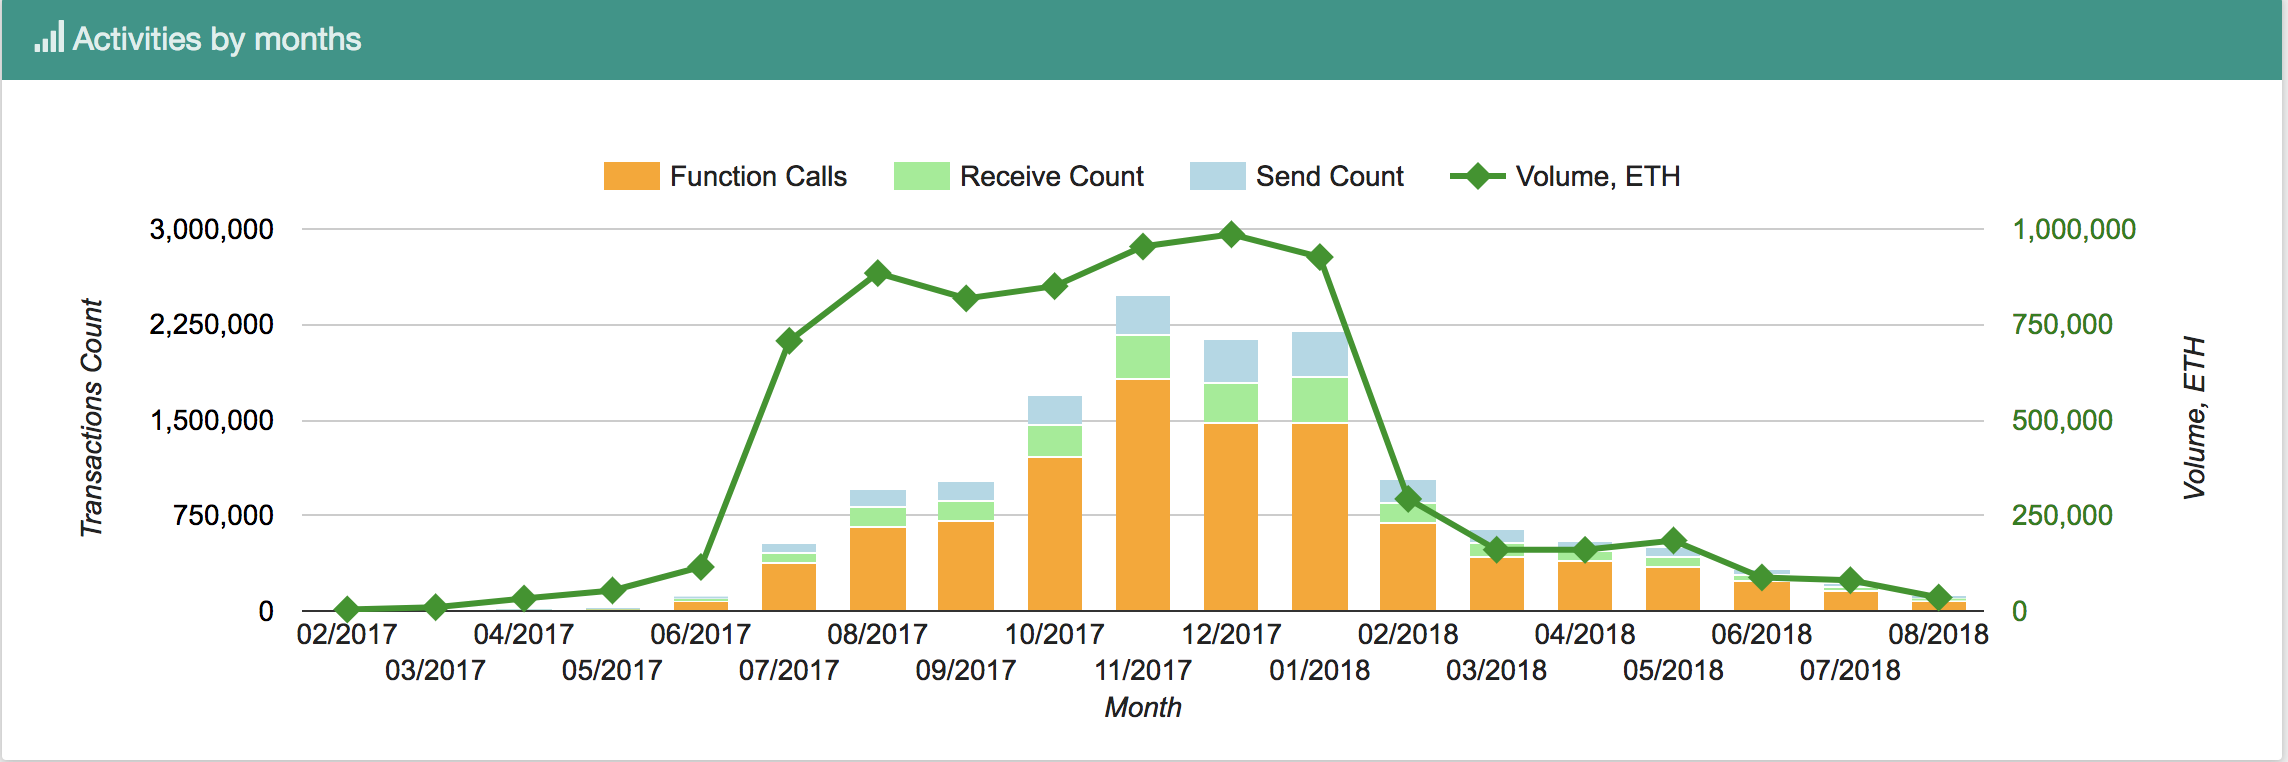 Activities by months
Function Calls Receive Count Send Count Volume, ETH
3,000,000
2,250,000
1,500,000
750,000
0
Transactions Count
1,000,000
750,000
500,000
250,000
0
Volume, ETH
02/2017 04/2017 06/2017 08/2017 10/2017 12/2017 02/2018 04/2018 06/2018 08/2018
03/2017 05/2017 07/2017 09/2017 11/2017 01/2018 03/2018 05/2018 07/2018
Month